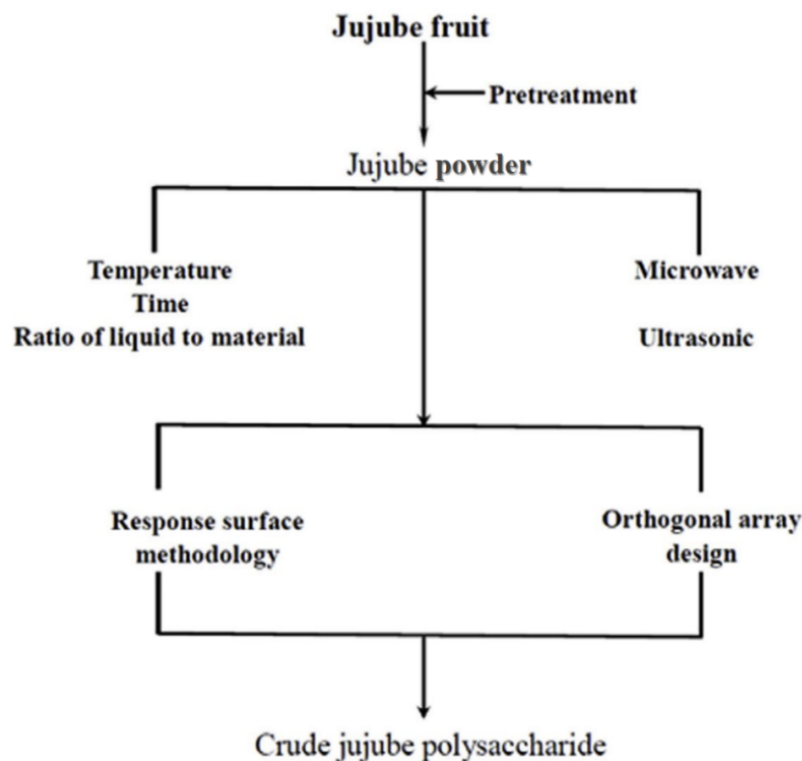 Jujube fruit
Pretreatment
Jujube powder
Temperature
Time
Ratio of liquid to material
Microwave
Ultrasonic
Response surface
methodology
Orthogonal array
design
Crude jujube polysaccharide